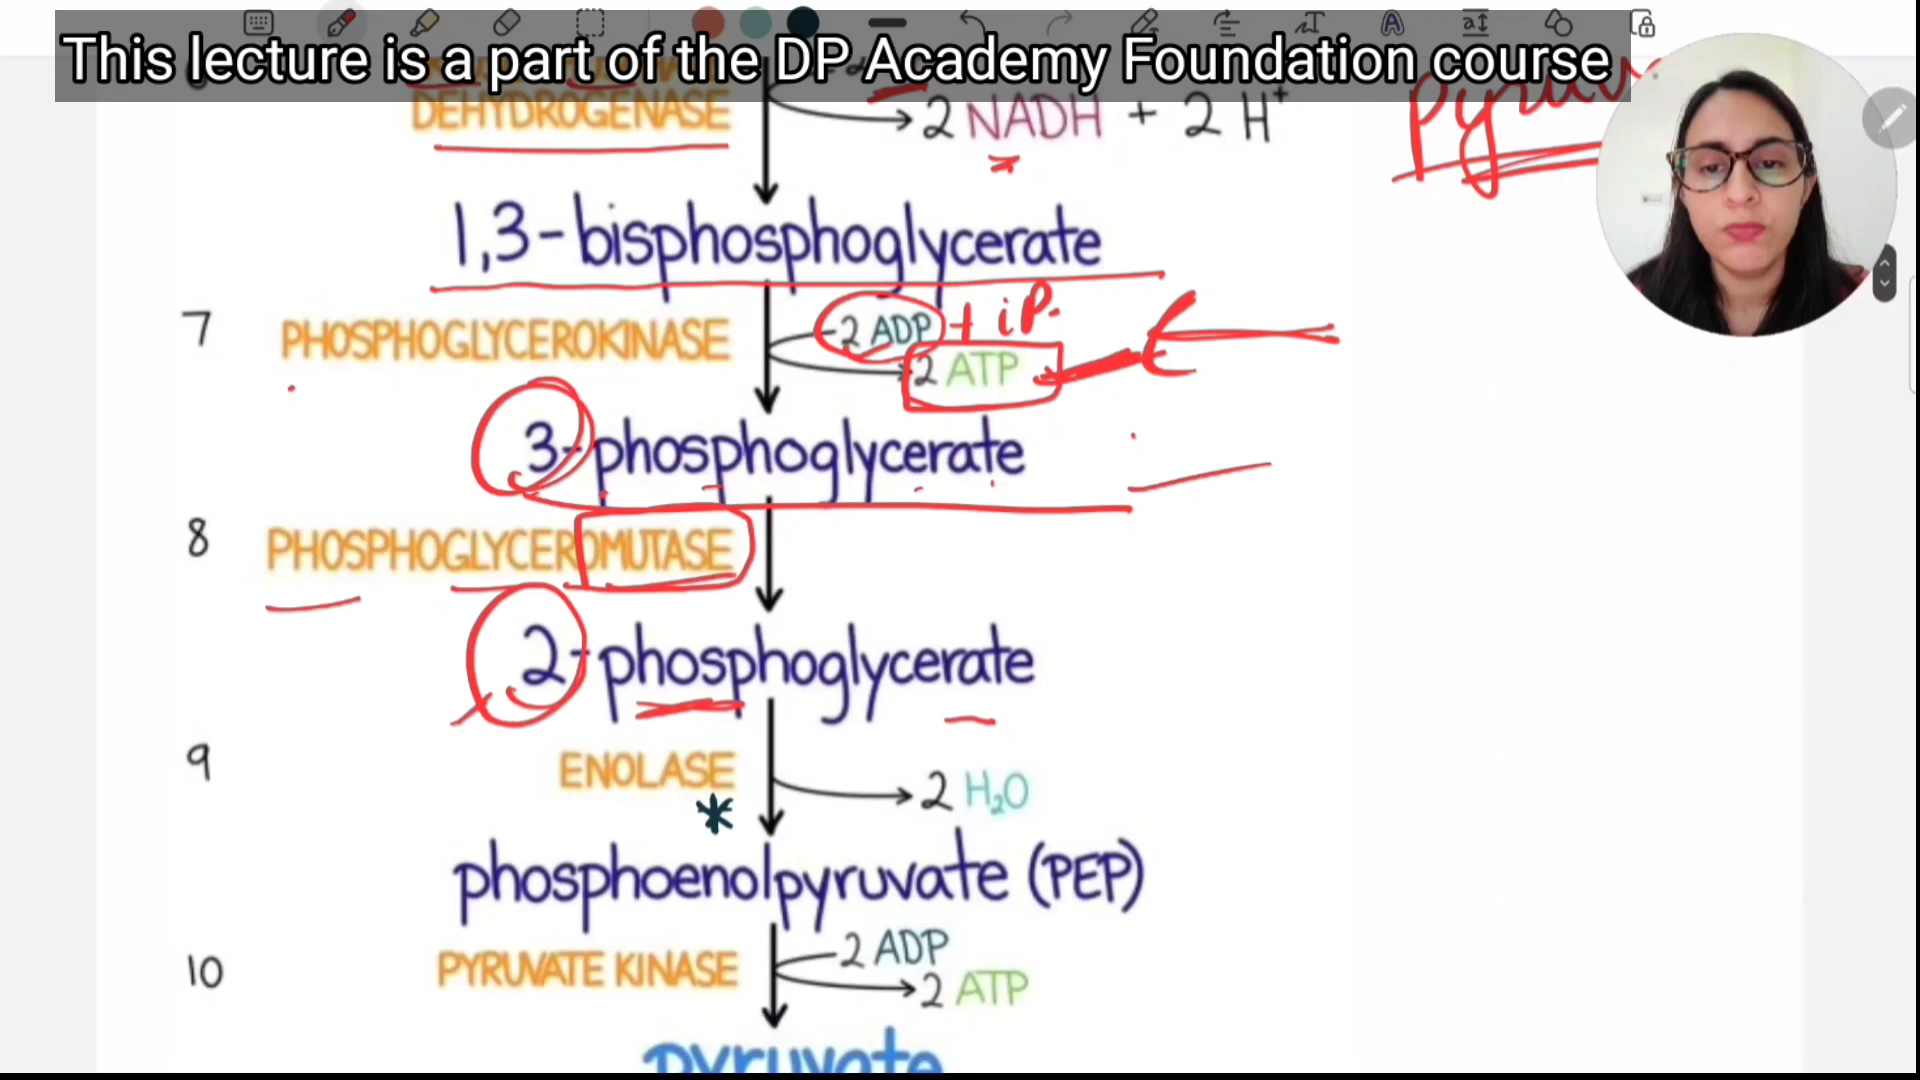 This lecture is a part of the DP Academy Foundation course
DEHYDROGENASE
2 NADH + 2 H⁺
1,3-bisphosphoglycerate
7
PHOSPHOGLYCEROKINASE
2 ADP + iP.
2 ATP
3-phosphoglycerate
8
PHOSPHOGLYCEROMUTASE
2-phosphoglycerate
9
ENOLASE
2 H₂O
*
phosphoenolpyruvate (PEP)
10
PYRUVATE KINASE
2 ADP
2 ATP
pyruvate